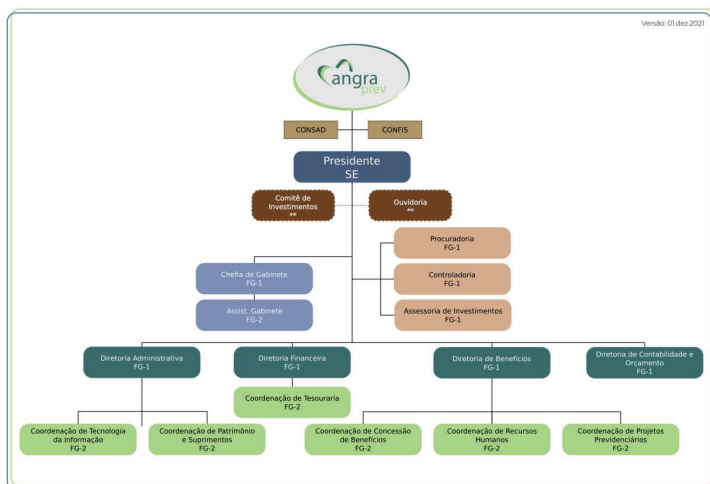 Versão: 01.dez.2021
angra
prev
CONSAD
CONFIS
Presidente
SE
Comitê de
Investimentos
**
Ouvidoria
**
Procuradoria
FG-1
Chefia de Gabinete
FG-1
Controladoria
FG-1
Assist. Gabinete
FG-2
Assessoria de Investimentos
FG-1
Diretoria Administrativa
FG-1
Diretoria Financeira
FG-1
Diretoria de Benefícios
FG-1
Diretoria de Contabilidade e
Orçamento
FG-1
Coordenação de Tesouraria
FG-2
Coordenação de Tecnologia
da Informação
FG-2
Coordenação de Patrimônio
e Suprimentos
FG-2
Coordenação de Concessão
de Benefícios
FG-2
Coordenação de Recursos
Humanos
FG-2
Coordenação de Projetos
Previdenciários
FG-2